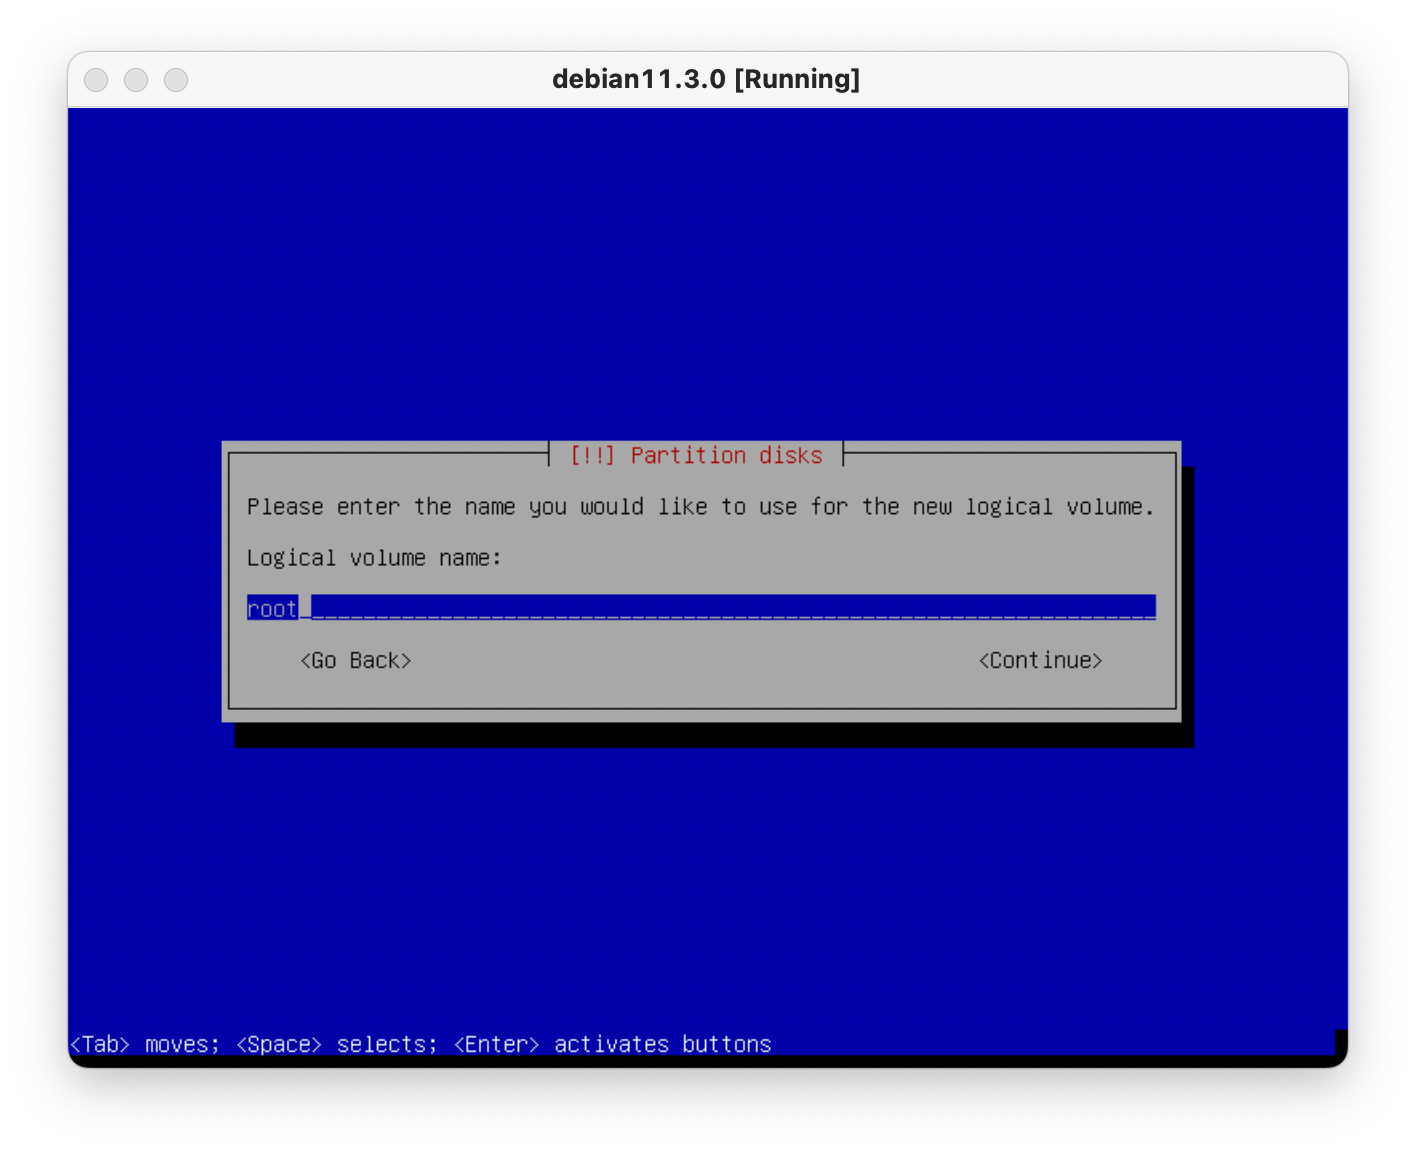 debian11.3.0 [Running]
[!!] Partition disks
Please enter the name you would like to use for the new logical volume.
Logical volume name:
root
<Go Back> <Continue>
<Tab> moves; <Space> selects; <Enter> activates buttons